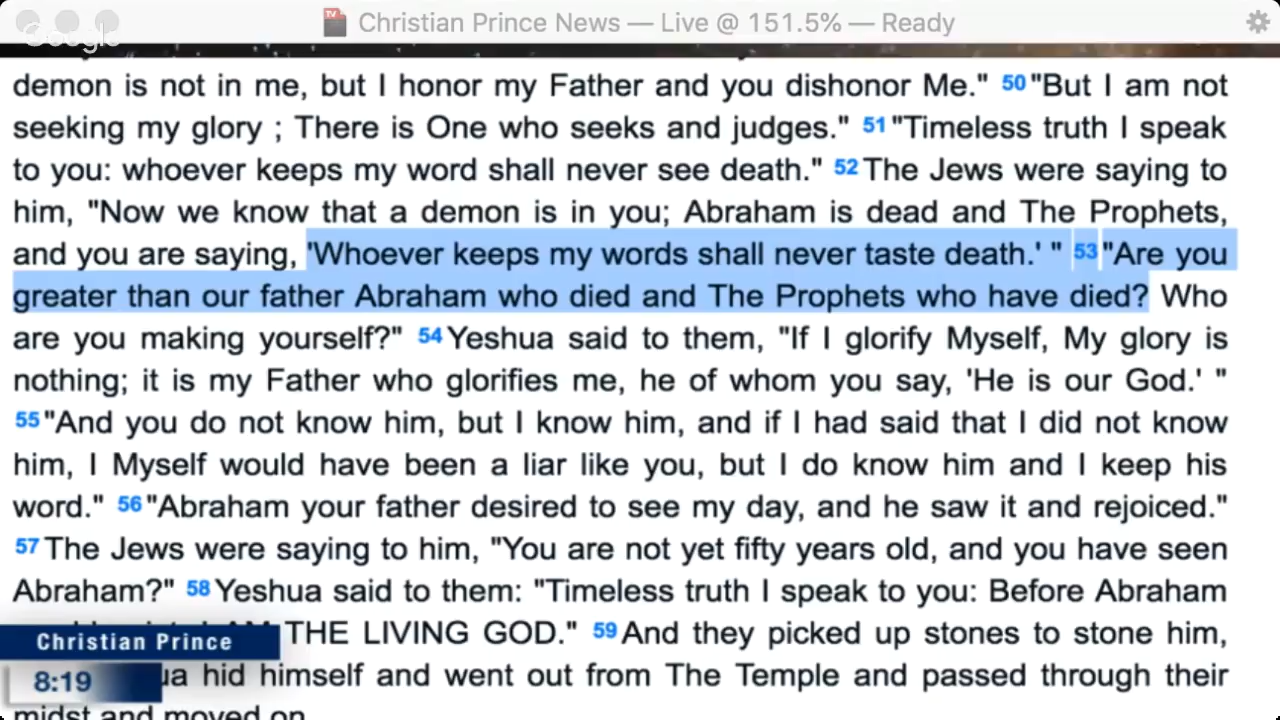 Christian Prince News — Live @ 151.5% — Ready
Google
demon is not in me, but I honor my Father and you dishonor Me." 50 "But I am not
seeking my glory ; There is One who seeks and judges." 51 "Timeless truth I speak
to you: whoever keeps my word shall never see death." 52 The Jews were saying to
him, "Now we know that a demon is in you; Abraham is dead and The Prophets,
and you are saying, 'Whoever keeps my words shall never taste death.' " 53 "Are you
greater than our father Abraham who died and The Prophets who have died? Who
are you making yourself?" 54 Yeshua said to them, "If I glorify Myself, My glory is
nothing; it is my Father who glorifies me, he of whom you say, 'He is our God.' "
55 "And you do not know him, but I know him, and if I had said that I did not know
him, I Myself would have been a liar like you, but I do know him and I keep his
word." 56 "Abraham your father desired to see my day, and he saw it and rejoiced."
57 The Jews were saying to him, "You are not yet fifty years old, and you have seen
Abraham?" 58 Yeshua said to them: "Timeless truth I speak to you: Before Abraham
THE LIVING GOD." 59 And they picked up stones to stone him,
Christian Prince
hid himself and went out from The Temple and passed through their
8:19
midst and moved on